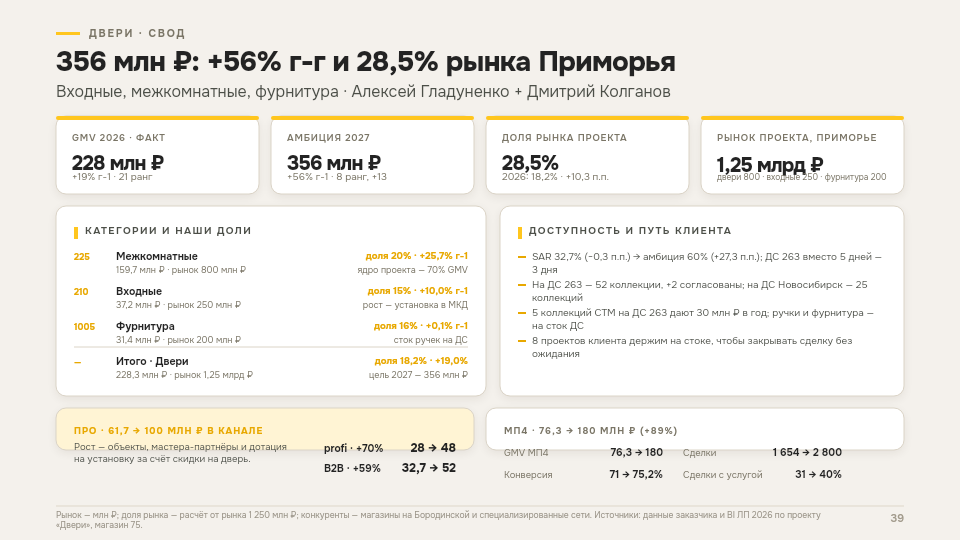 ДВЕРИ · СВОД
356 млн ₽: +56% г-г и 28,5% рынка Приморья
Входные, межкомнатные, фурнитура · Алексей Гладуненко + Дмитрий Колганов
GMV 2026 · ФАКТ
228 млн ₽
+19% г-1 · 21 ранг
АМБИЦИЯ 2027
356 млн ₽
+56% г-1 · 8 ранг, +13
ДОЛЯ РЫНКА ПРОЕКТА
28,5%
2026: 18,2% · +10,3 п.п.
РЫНОК ПРОЕКТА, ПРИМОРЬЕ
1,25 млрд ₽
двери 800 · входные 250 · фурнитура 200
КАТЕГОРИИ И НАШИ ДОЛИ
225 Межкомнатные доля 20% · +25,7% г-1
159,7 млн ₽ · рынок 800 млн ₽ ядро проекта — 70% GMV
210 Входные доля 15% · +10,0% г-1
37,2 млн ₽ · рынок 250 млн ₽ рост — установка в МКД
1005 Фурнитура доля 16% · +0,1% г-1
31,4 млн ₽ · рынок 200 млн ₽ сток ручек на ДС
— Итого · Двери доля 18,2% · +19,0%
228,3 млн ₽ · рынок 1,25 млрд ₽ цель 2027 — 356 млн ₽
ДОСТУПНОСТЬ И ПУТЬ КЛИЕНТА
— SAR 32,7% (−0,3 п.п.) → амбиция 60% (+27,3 п.п.); ДС 263 вместо 5 дней —
3 дня
— На ДС 263 — 52 коллекции, +2 согласованы; на ДС Новосибирск — 25
коллекций
— 5 коллекций СТМ на ДС 263 дают 30 млн ₽ в год; ручки и фурнитура —
на сток ДС
— 8 проектов клиента держим на стоке, чтобы закрывать сделку без
ожидания
ПРО · 61,7 → 100 МЛН ₽ В КАНАЛЕ
Рост — объекты, мастера-партнёры и дотация
на установку за счёт скидки на дверь.
profi · +70% 28 → 48
B2B · +59% 32,7 → 52
МП4 · 76,3 → 180 МЛН ₽ (+89%)
GMV МП4 76,3 → 180 Сделки 1 654 → 2 800
Конверсия 71 → 75,2% Сделки с услугой 31 → 40%
Рынок — млн ₽; доля рынка — расчёт от рынка 1 250 млн ₽; конкуренты — магазины на Бородинской и специализированные сети. Источники: данные заказчика и BI ЛП 2026 по проекту
«Двери», магазин 75.
39